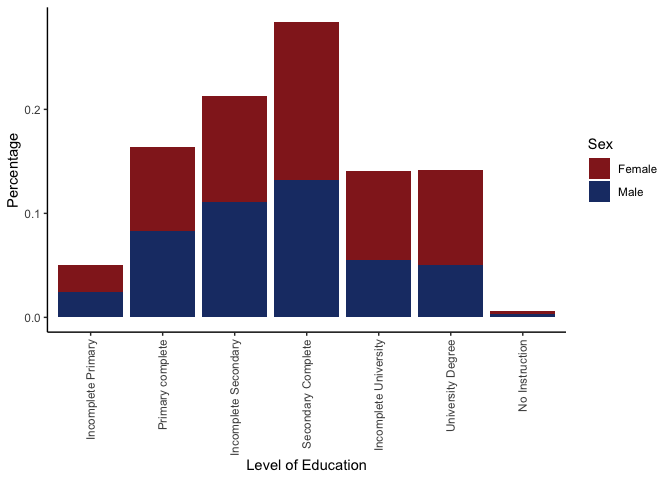 Percentage
0.2
0.1
0.0
Incomplete Primary
Primary complete
Incomplete Secondary
Secondary Complete
Incomplete University
University Degree
No Instruction
Level of Education
Sex
Female
Male